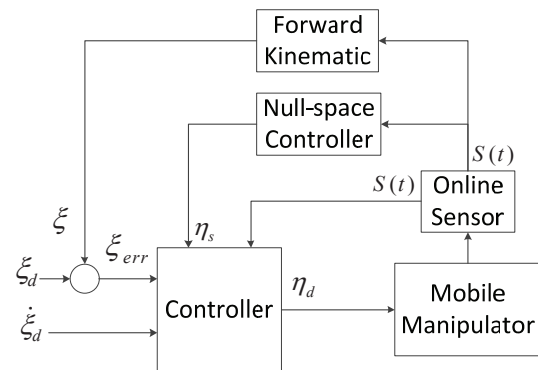 Forward
Kinematic
Null-space
Controller
S(t)
S(t)
Online
Sensor
ξ
ξ_err
η_s
ξ_d
Controller
η_d
Mobile
Manipulator
ξ̇_d